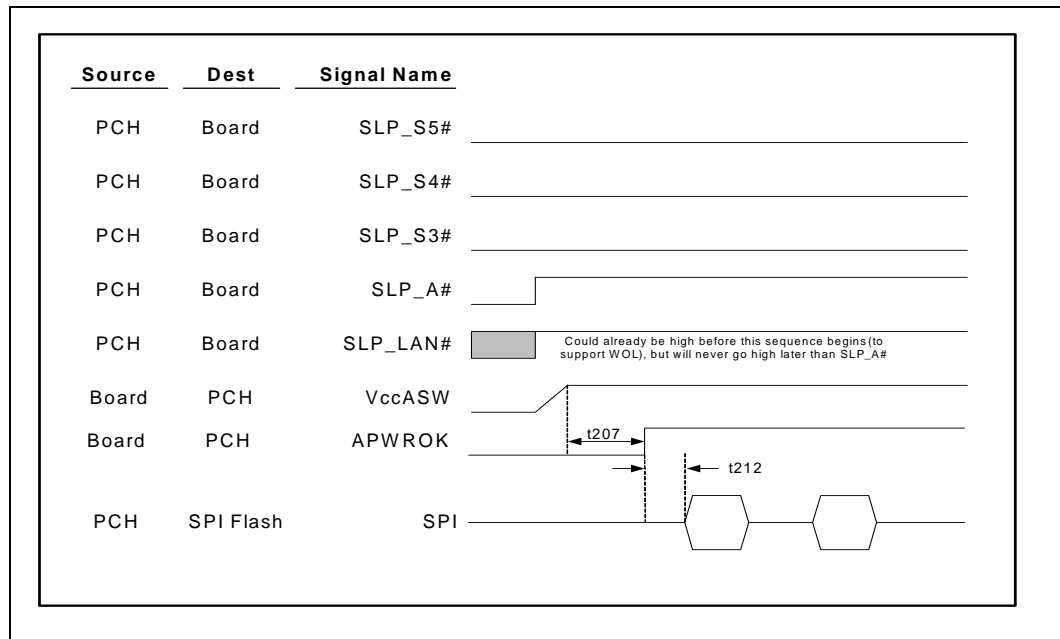 Source Dest Signal Name
PCH Board SLP_S5#
PCH Board SLP_S4#
PCH Board SLP_S3#
PCH Board SLP_A#
PCH Board SLP_LAN#
Could already be high before this sequence begins (to
support WOL), but will never go high later than SLP_A#
Board PCH VccASW
Board PCH APWROK
t207
t212
PCH SPI Flash SPI